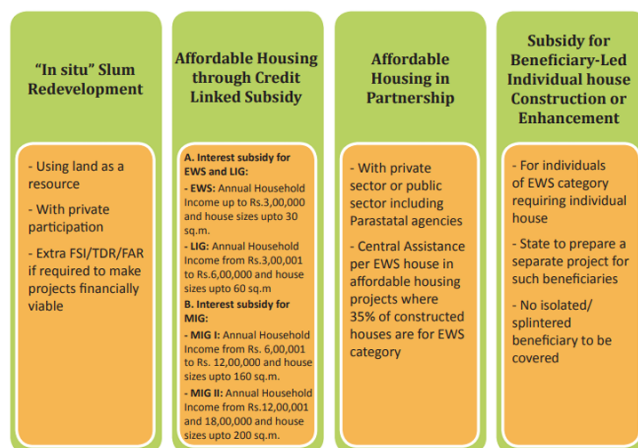 “In situ” Slum
Redevelopment
- Using land as a
resource
- With private
participation
- Extra FSI/TDR/FAR
if required to make
projects financially
viable
Affordable Housing
through Credit
Linked Subsidy
A. Interest subsidy for
EWS and LIG:
- EWS: Annual Household
Income up to Rs.3,00,000
and house sizes upto 30
sq.m.
- LIG: Annual Household
Income from Rs.3,00,001
to Rs.6,00,000 and house
sizes upto 60 sq.m
B. Interest subsidy for
MIG:
- MIG I: Annual Household
Income from Rs. 6,00,001
to Rs. 12,00,000 and house
sizes upto 160 sq.m.
- MIG II: Annual Household
Income from Rs.12,00,001
and 18,00,000 and house
sizes upto 200 sq.m.
Affordable
Housing in
Partnership
- With private
sector or public
sector including
Parastatal agencies
- Central Assistance
per EWS house in
affordable housing
projects where
35% of constructed
houses are for EWS
category
Subsidy for
Beneficiary-Led
Individual house
Construction or
Enhancement
- For individuals
of EWS category
requiring individual
house
- State to prepare a
separate project for
such beneficiaries
- No isolated/
splintered
beneficiary to be
covered